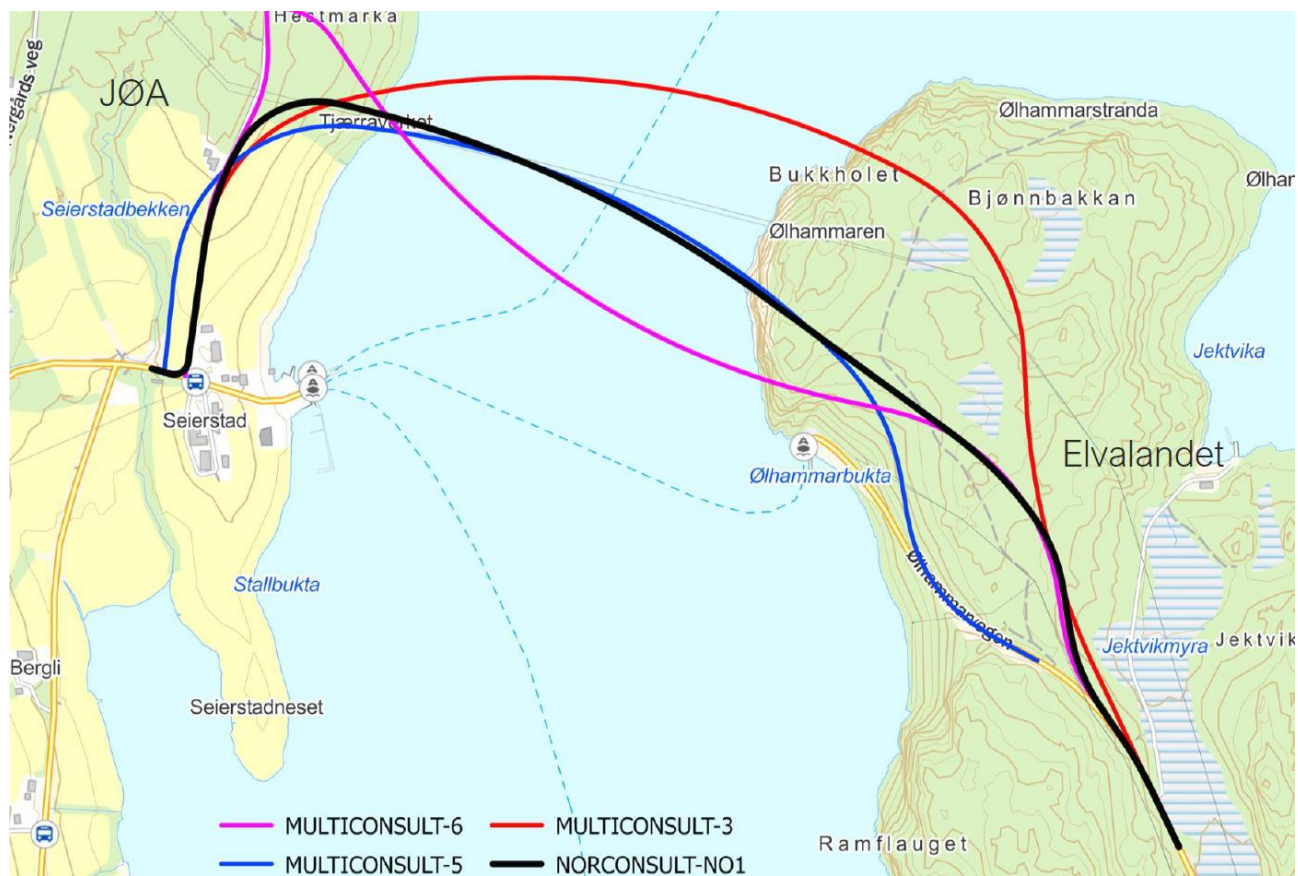 Hestmarka
JØA
Tjærraverket
Ølhammarstranda
Bukkholet
Bjønnbakkan
Seierstadbekken
Ølhammaren
Jektvika
Seierstad
Elvalandet
Ølhammarbukta
Stallbukta
Ølhammarvegen
Jektvikmyra
Bergli
Seierstadneset
Ramflauget
MULTICONSULT-6
MULTICONSULT-3
MULTICONSULT-5
NORCONSULT-NO1